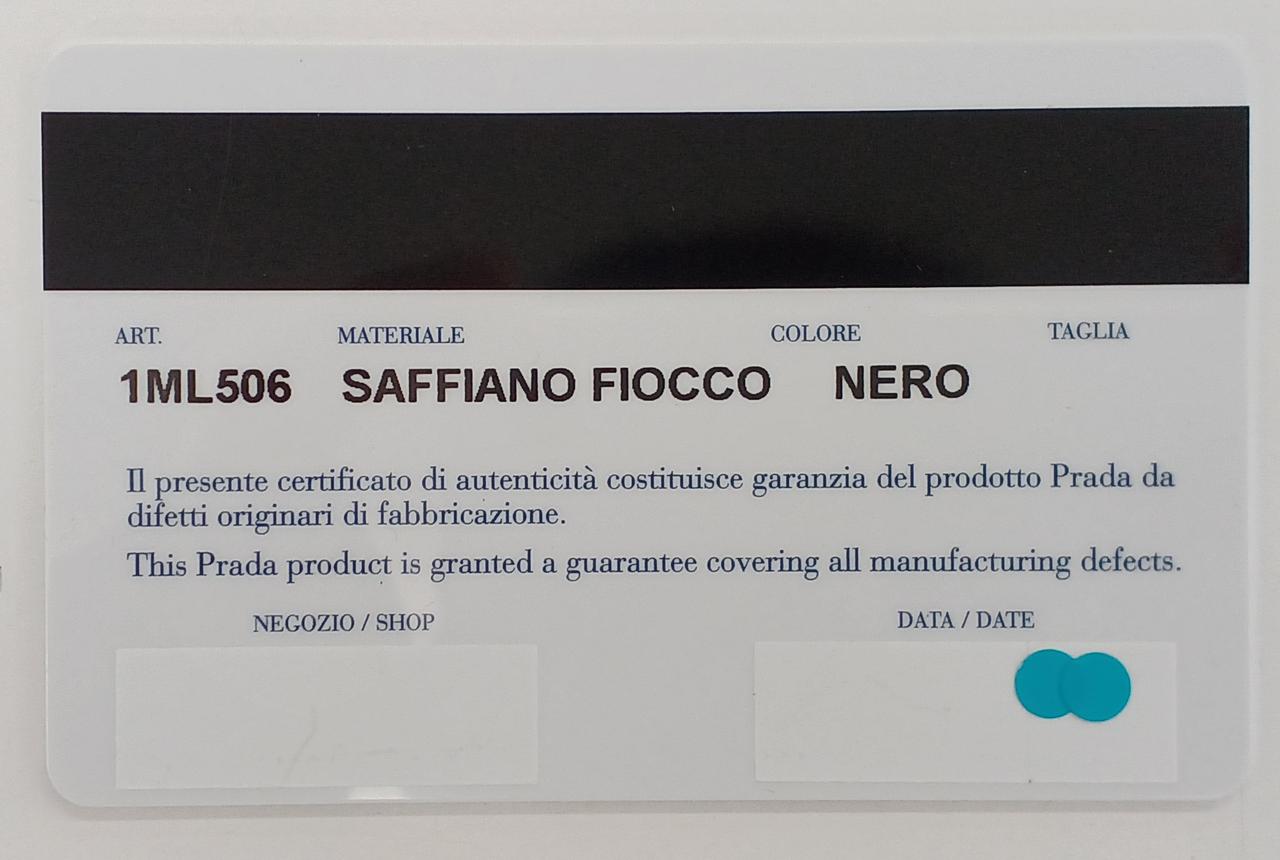 ART. MATERIALE COLORE TAGLIA
1ML506 SAFFIANO FIOCCO NERO
Il presente certificato di autenticità costituisce garanzia del prodotto Prada da
difetti originari di fabbricazione.
This Prada product is granted a guarantee covering all manufacturing defects.
NEGOZIO / SHOP DATA / DATE